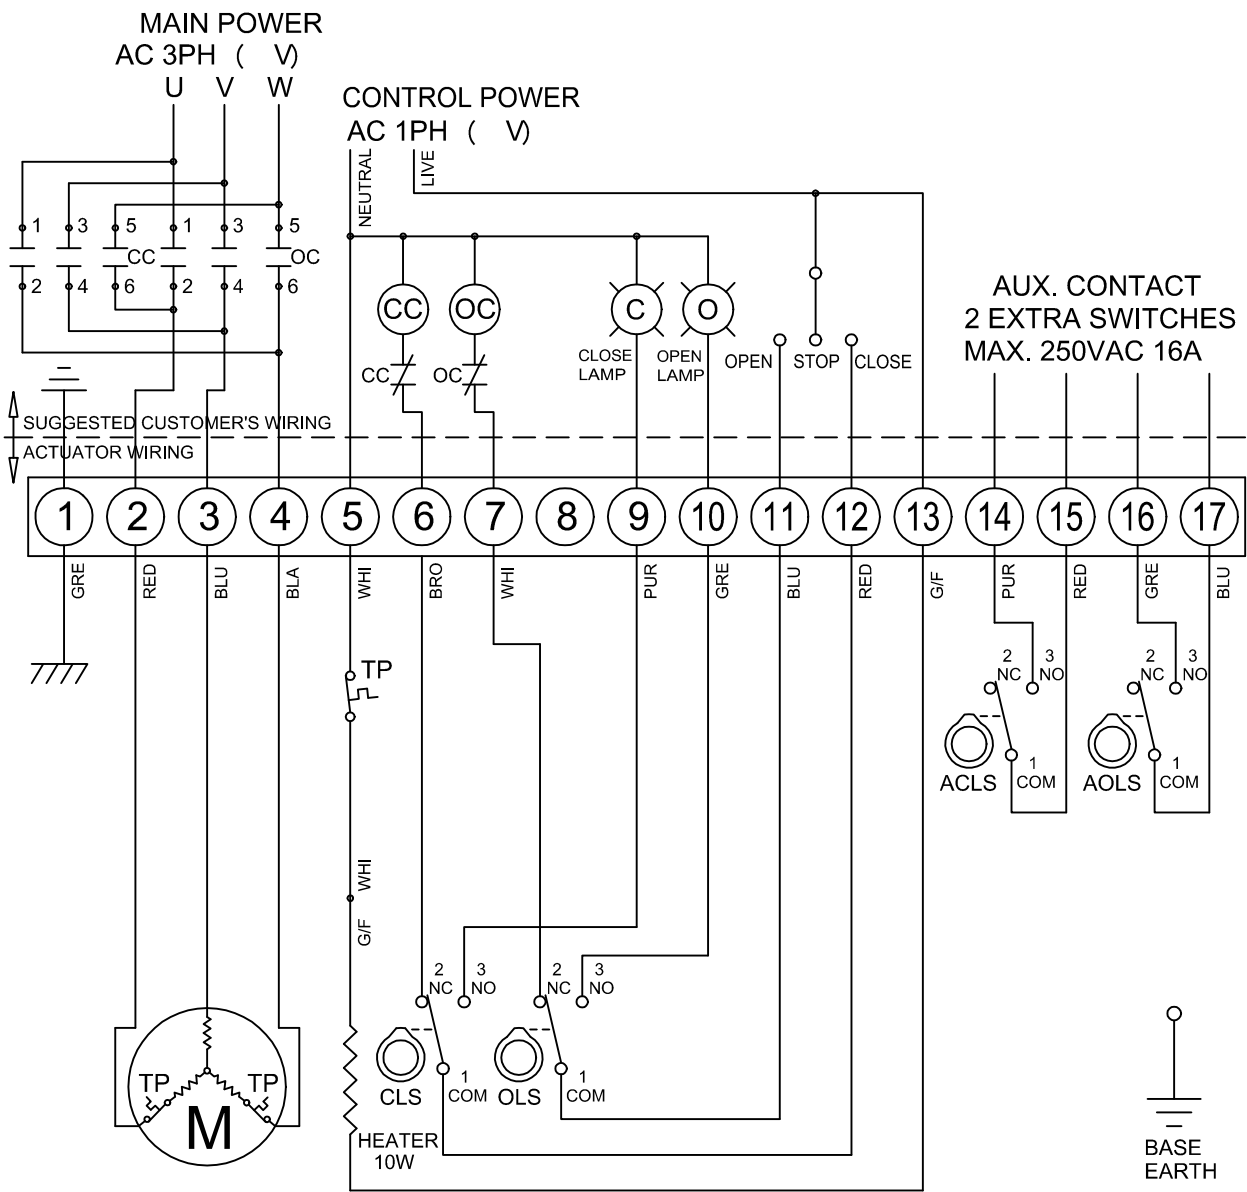 MAIN POWER
AC 3PH ( V)
U V W
CONTROL POWER
AC 1PH ( V)
NEUTRAL
LIVE
1 3 5 1 3 5
CC OC
2 4 6 2 4 6
CC OC C O
CC OC
CLOSE
LAMP
OPEN
LAMP
OPEN STOP CLOSE
AUX. CONTACT
2 EXTRA SWITCHES
MAX. 250VAC 16A
SUGGESTED CUSTOMER'S WIRING
ACTUATOR WIRING
1 2 3 4 5 6 7 8 9 10 11 12 13 14 15 16 17
GRE RED BLU BLA WHI BRO WHI PUR GRE BLU RED G/F PUR RED GRE BLU
TP
2 3 2 3
NC NO NC NO
1 1
COM COM
ACLS AOLS
WHI
G/F
2 3 2 3
NC NO NC NO
1 1
COM COM
CLS OLS
TP TP
M
HEATER
10W
BASE
EARTH